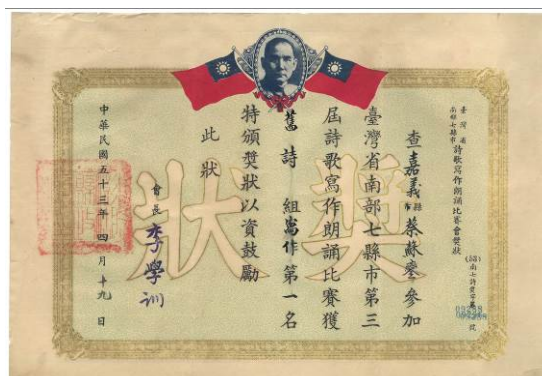 臺灣省南部七縣市詩歌寫作朗誦比賽會獎狀
查嘉義縣市蔡蘇 參加
臺灣省南部七縣市第三
屆詩歌寫作朗誦比賽獲
舊詩 組寫作第一名
特頒獎狀以資鼓勵
此狀
會長 李學訓
中華民國五十三年四月十九日
獎狀